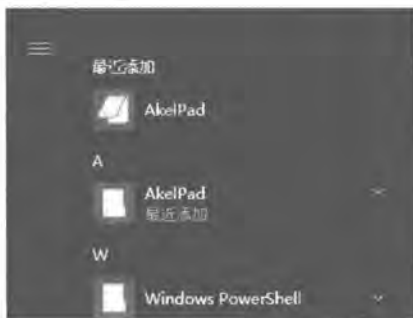 最近添加
AkelPad
A
AkelPad
最近添加
W
Windows PowerShell